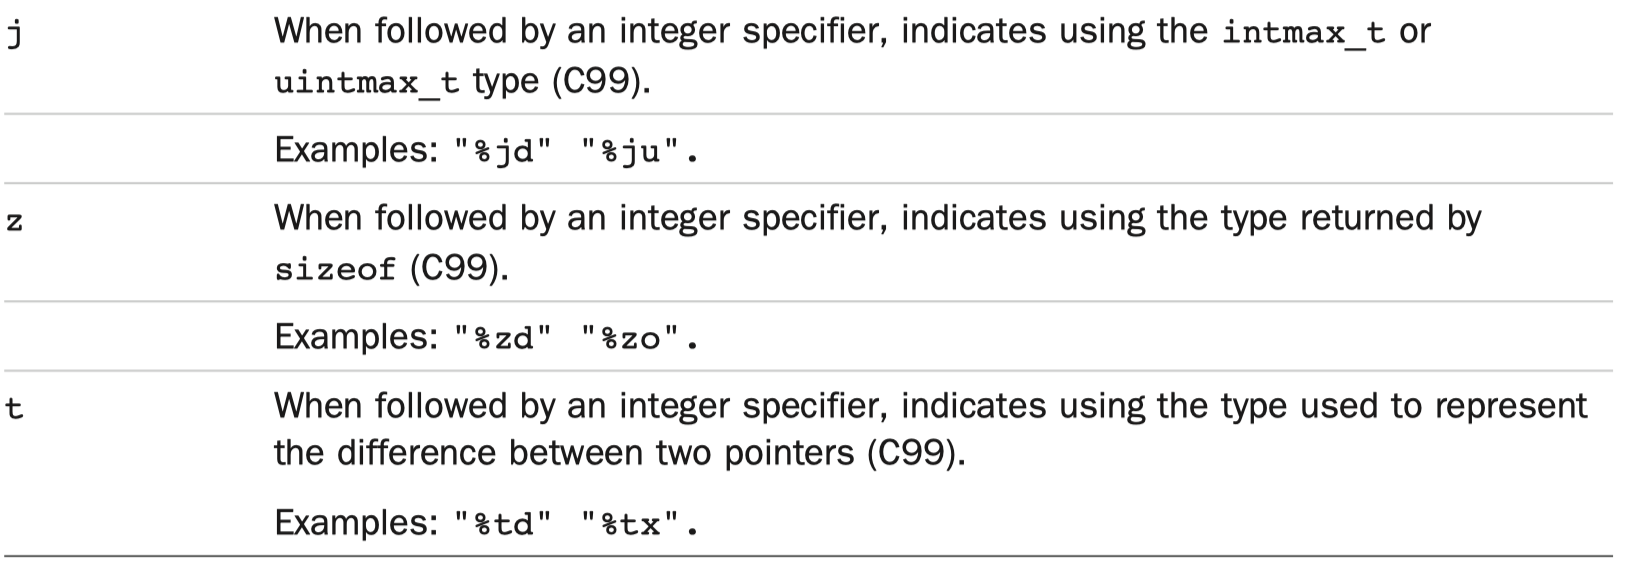 j When followed by an integer specifier, indicates using the intmax_t or
uintmax_t type (C99).
Examples: "%jd" "%ju".
z When followed by an integer specifier, indicates using the type returned by
sizeof (C99).
Examples: "%zd" "%zo".
t When followed by an integer specifier, indicates using the type used to represent
the difference between two pointers (C99).
Examples: "%td" "%tx".